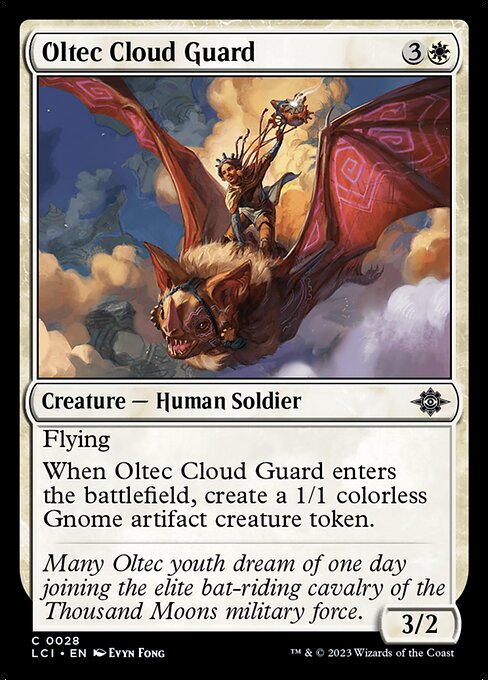 Oltec Cloud Guard 3
Creature — Human Soldier
Flying
When Oltec Cloud Guard enters
the battlefield, create a 1/1 colorless
Gnome artifact creature token.
Many Oltec youth dream of one day
joining the elite bat-riding cavalry of the
Thousand Moons military force.
3/2
C 0028
LCI • EN Evyn Fong
™ & © 2023 Wizards of the Coast